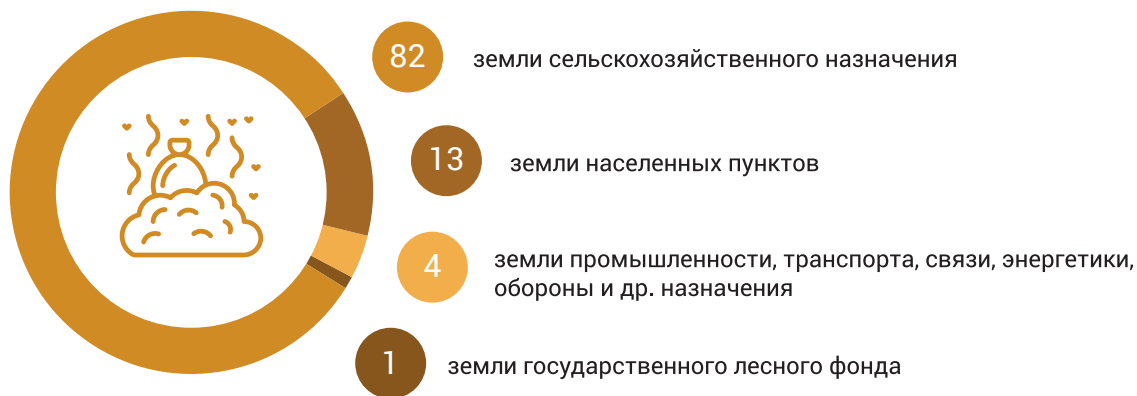 82
земли сельскохозяйственного назначения
13
земли населенных пунктов
4
земли промышленности, транспорта, связи, энергетики,
обороны и др. назначения
1
земли государственного лесного фонда